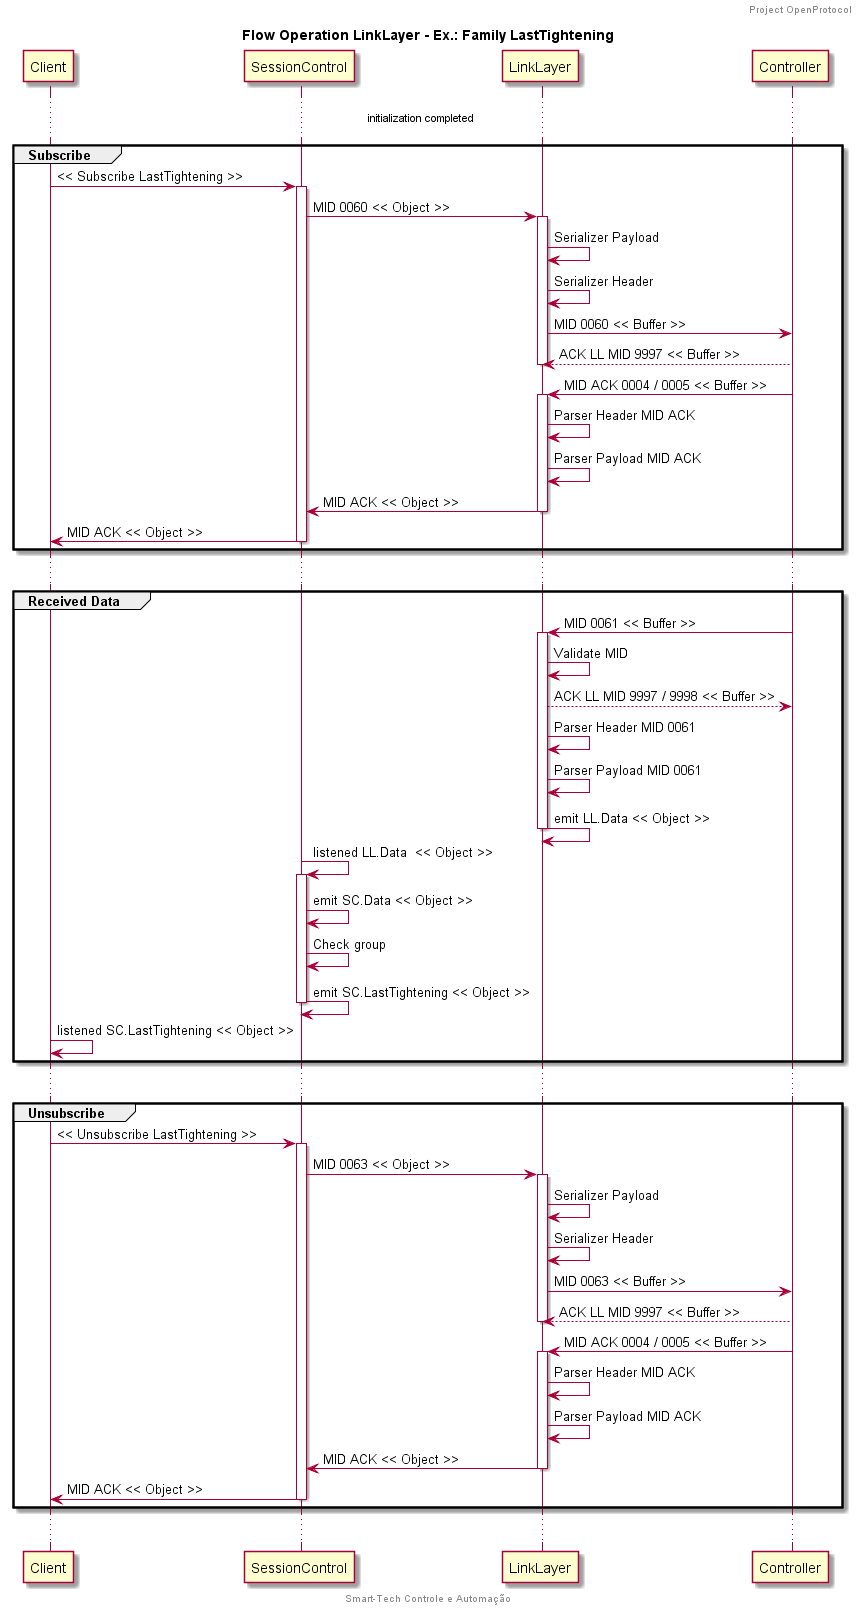 Project OpenProtocol
Flow Operation LinkLayer - Ex.: Family LastTightening
Client SessionControl LinkLayer Controller
initialization completed
Subscribe
<< Subscribe LastTightening >>
MID 0060 << Object >>
Serializer Payload
Serializer Header
MID 0060 << Buffer >>
ACK LL MID 9997 << Buffer >>
MID ACK 0004 / 0005 << Buffer >>
Parser Header MID ACK
Parser Payload MID ACK
MID ACK << Object >>
MID ACK << Object >>
Received Data
MID 0061 << Buffer >>
Validate MID
ACK LL MID 9997 / 9998 << Buffer >>
Parser Header MID 0061
Parser Payload MID 0061
emit LL.Data << Object >>
listened LL.Data  << Object >>
emit SC.Data << Object >>
Check group
emit SC.LastTightening << Object >>
listened SC.LastTightening << Object >>
Unsubscribe
<< Unsubscribe LastTightening >>
MID 0063 << Object >>
Serializer Payload
Serializer Header
MID 0063 << Buffer >>
ACK LL MID 9997 << Buffer >>
MID ACK 0004 / 0005 << Buffer >>
Parser Header MID ACK
Parser Payload MID ACK
MID ACK << Object >>
MID ACK << Object >>
Client SessionControl LinkLayer Controller
Smart-Tech Controle e Automação